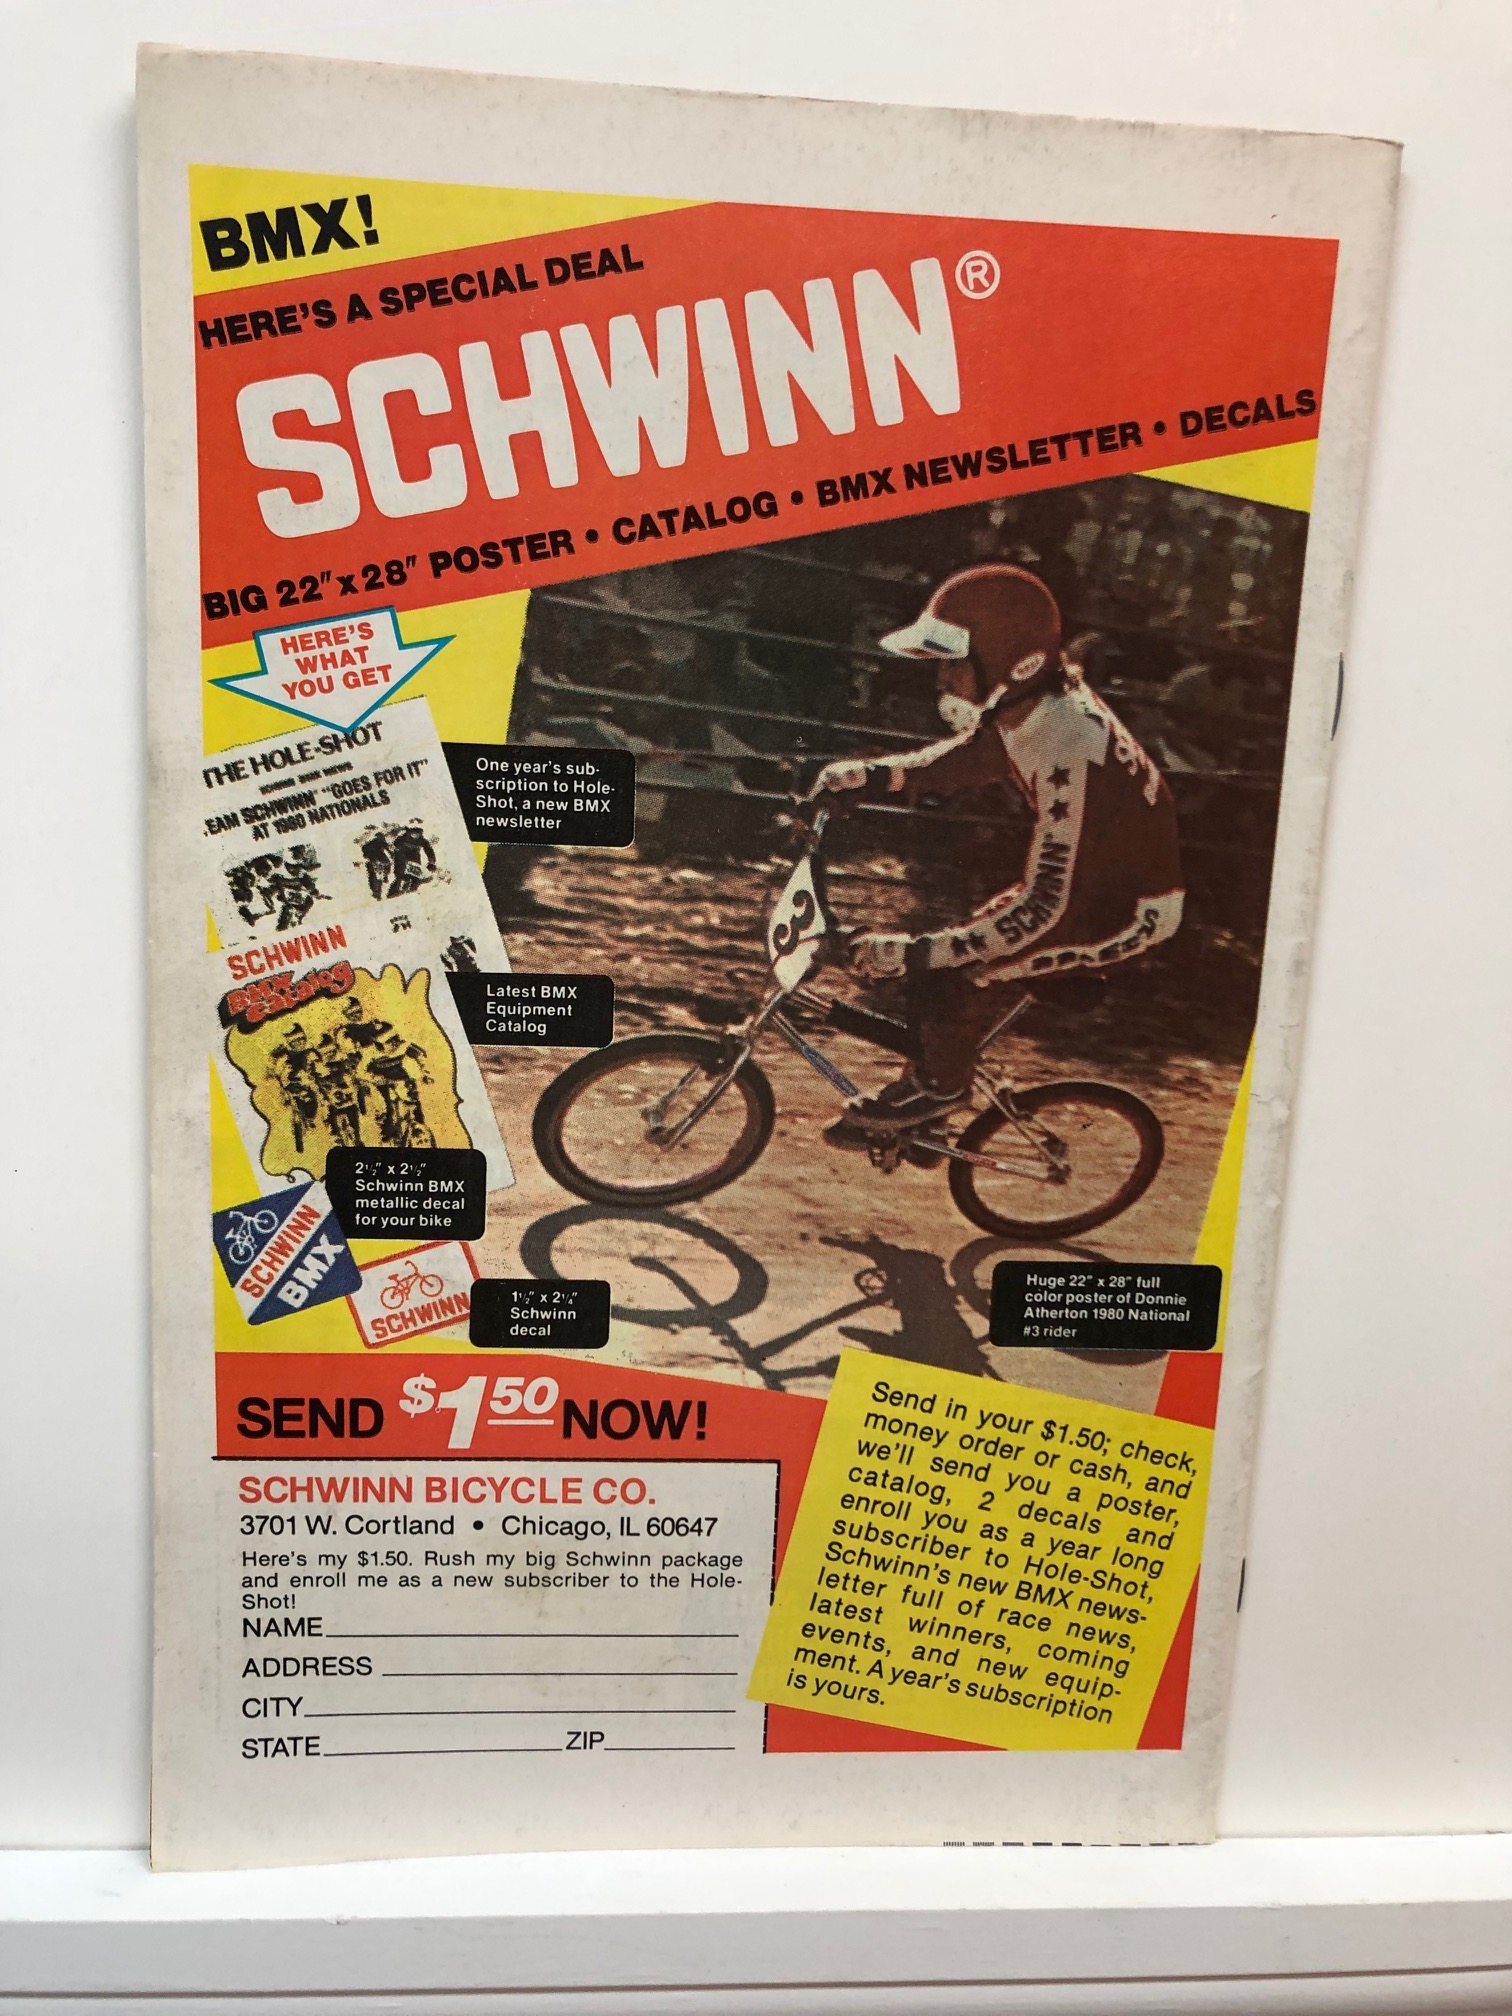 BMX!
HERE'S A SPECIAL DEAL
SCHWINN®
BIG 22" x 28" POSTER • CATALOG • BMX NEWSLETTER • DECALS
HERE'S
WHAT
YOU GET
THE HOLE-SHOT
TEAM SCHWINN "GOES FOR IT"
AT 1980 NATIONALS
One year's sub-
scription to Hole-
Shot, a new BMX
newsletter
SCHWINN
BMX
Catalog
Latest BMX
Equipment
Catalog
2½" x 2½"
Schwinn BMX
metallic decal
for your bike
SCHWINN
BMX
SCHWINN
1½" x 2¼"
Schwinn
decal
3
SCHWINN
Huge 22" x 28" full
color poster of Donnie
Atherton 1980 National
#3 rider
SEND $1.50 NOW!
SCHWINN BICYCLE CO.
3701 W. Cortland • Chicago, IL 60647
Here's my $1.50. Rush my big Schwinn package
and enroll me as a new subscriber to the Hole-
Shot!
NAME
ADDRESS
CITY
STATE ZIP
Send in your $1.50; check,
money order or cash, and
we'll send you a poster,
catalog, 2 decals and
enroll you as a year long
subscriber to Hole-Shot,
Schwinn's new BMX news-
letter full of race news,
latest winners, coming
events, and new equip-
ment. A year's subscription
is yours.